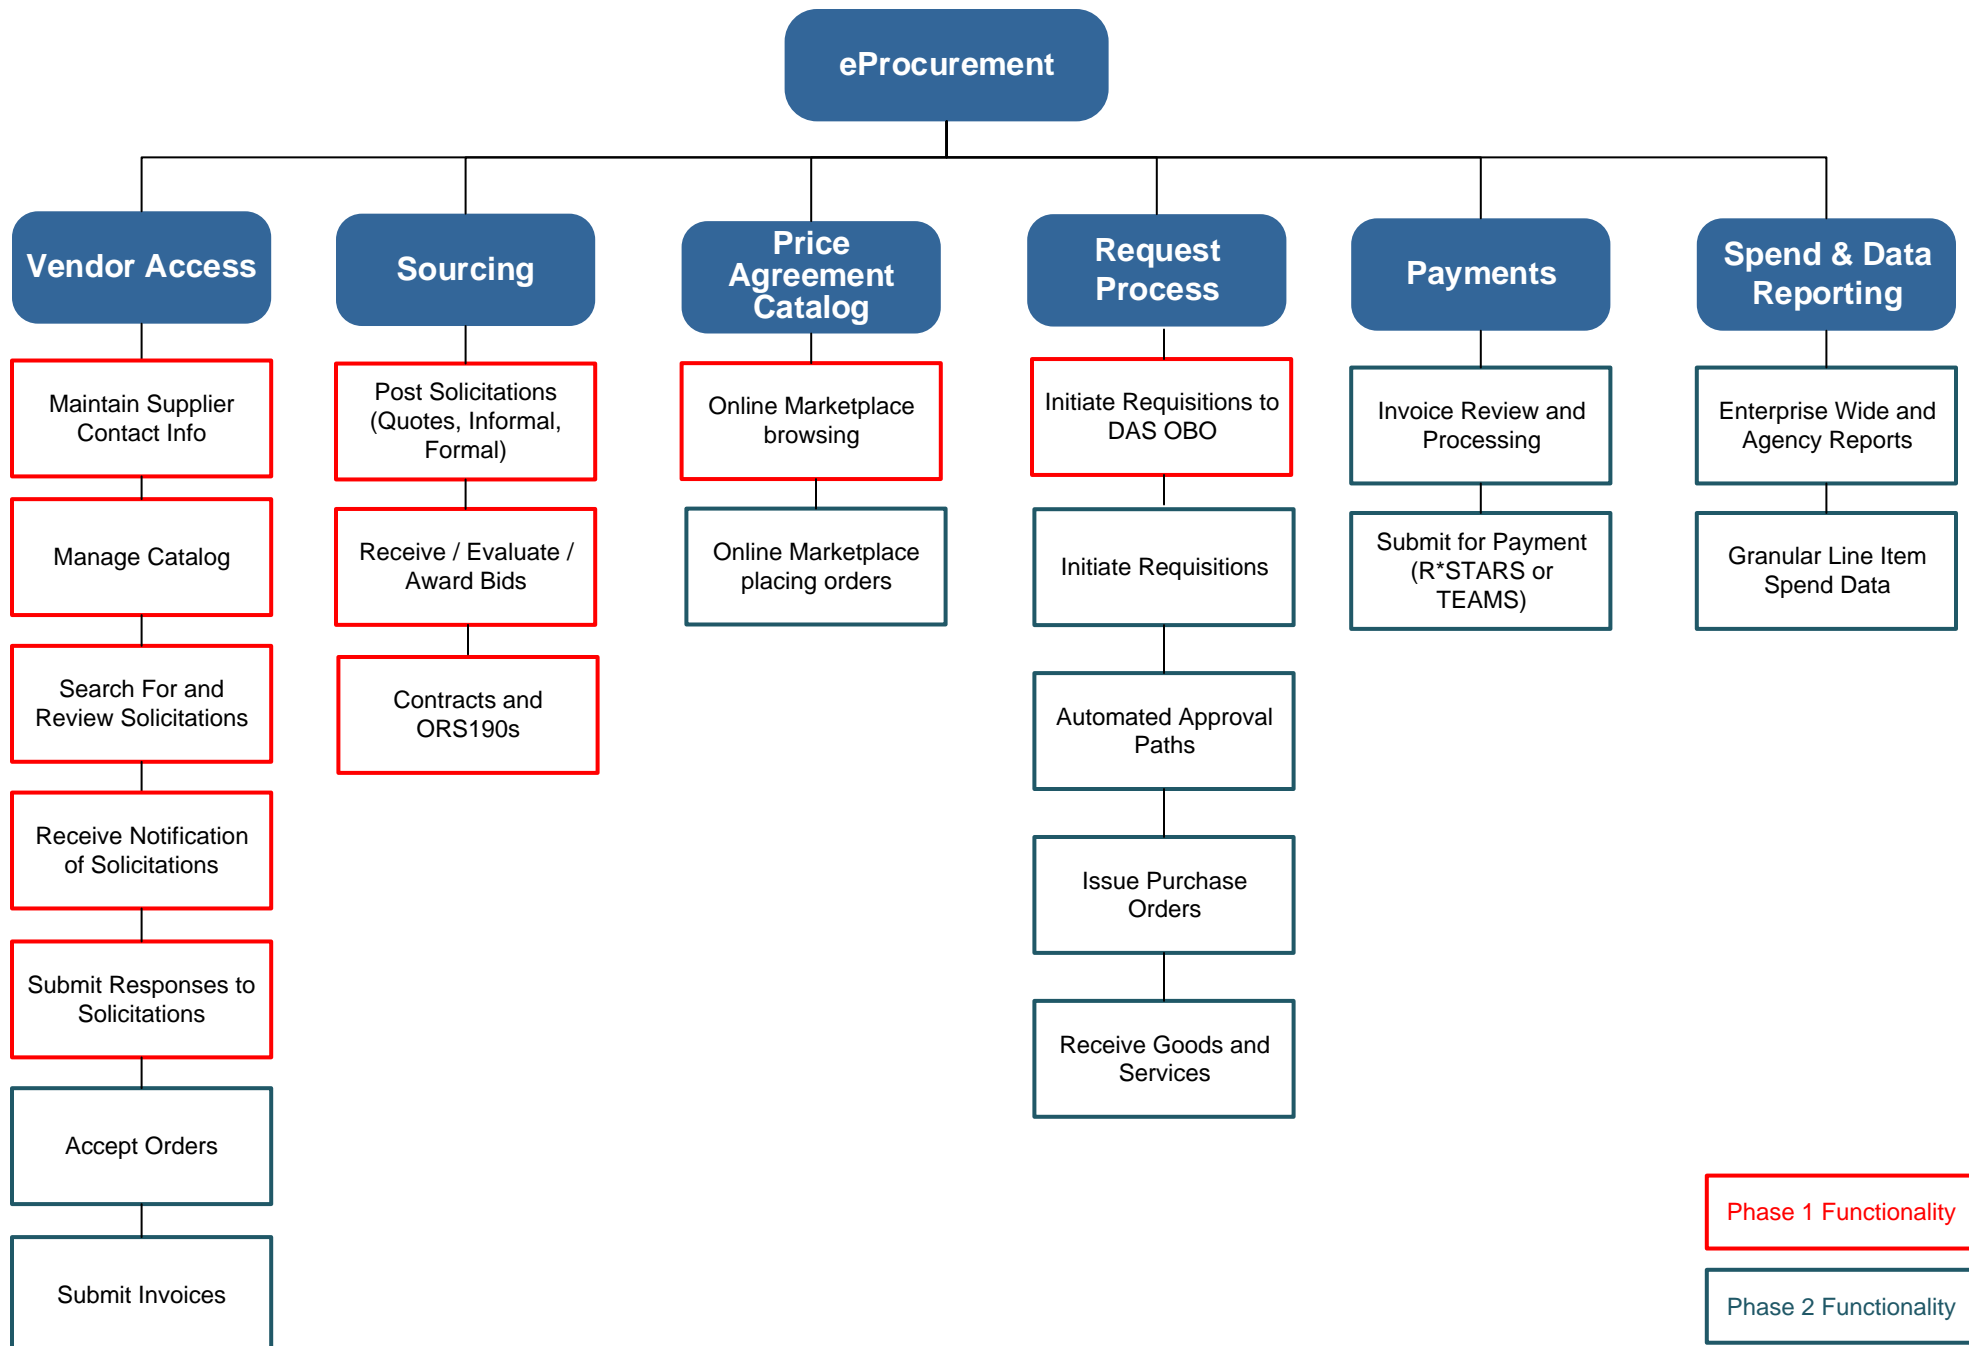 eProcurement
Vendor Access
Maintain Supplier
Contact Info
Manage Catalog
Search For and
Review Solicitations
Receive Notification
of Solicitations
Submit Responses to
Solicitations
Accept Orders
Submit Invoices
Sourcing
Post Solicitations
(Quotes, Informal,
Formal)
Receive / Evaluate /
Award Bids
Contracts and
ORS190s
Price
Agreement
Catalog
Online Marketplace
browsing
Online Marketplace
placing orders
Request
Process
Initiate Requisitions to
DAS OBO
Initiate Requisitions
Automated Approval
Paths
Issue Purchase
Orders
Receive Goods and
Services
Payments
Invoice Review and
Processing
Submit for Payment
(R*STARS or
TEAMS)
Spend & Data
Reporting
Enterprise Wide and
Agency Reports
Granular Line Item
Spend Data
Phase 1 Functionality
Phase 2 Functionality